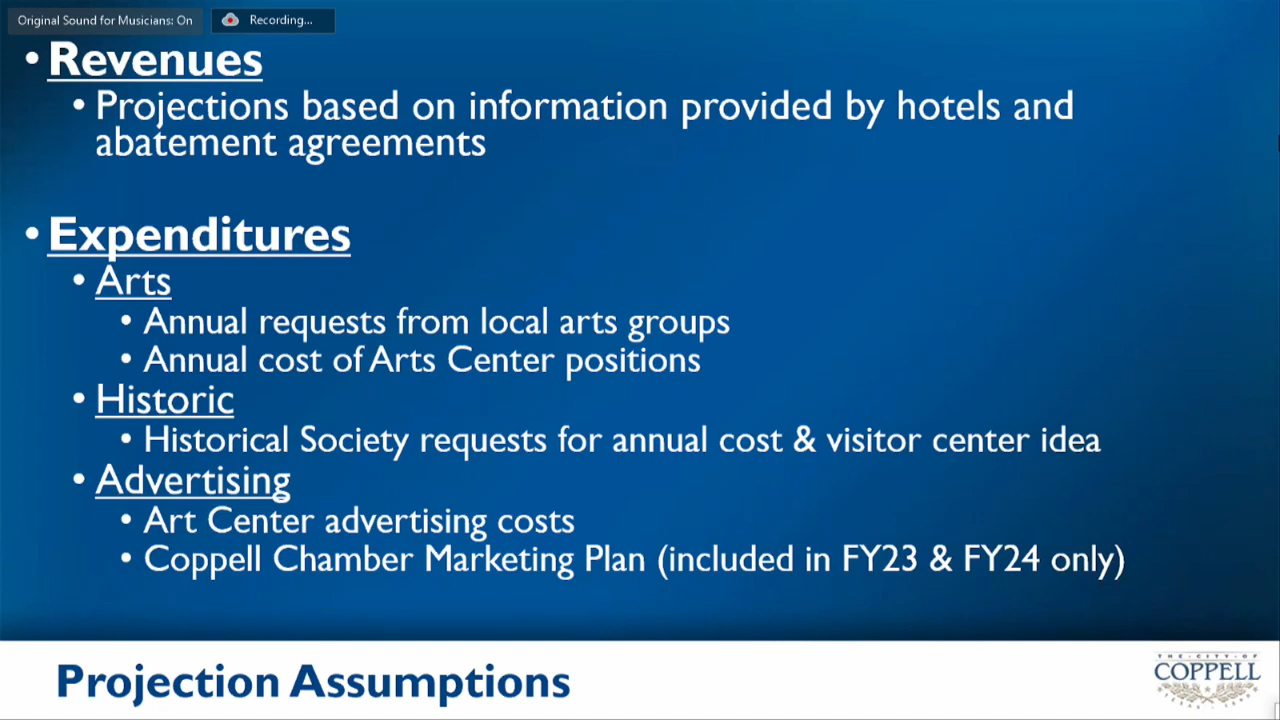 Original Sound for Musicians: On
Recording...
• Revenues
• Projections based on information provided by hotels and
abatement agreements
• Expenditures
• Arts
• Annual requests from local arts groups
• Annual cost of Arts Center positions
• Historic
• Historical Society requests for annual cost & visitor center idea
• Advertising
• Art Center advertising costs
• Coppell Chamber Marketing Plan (included in FY23 & FY24 only)
Projection Assumptions
THE CITY OF
COPPELL